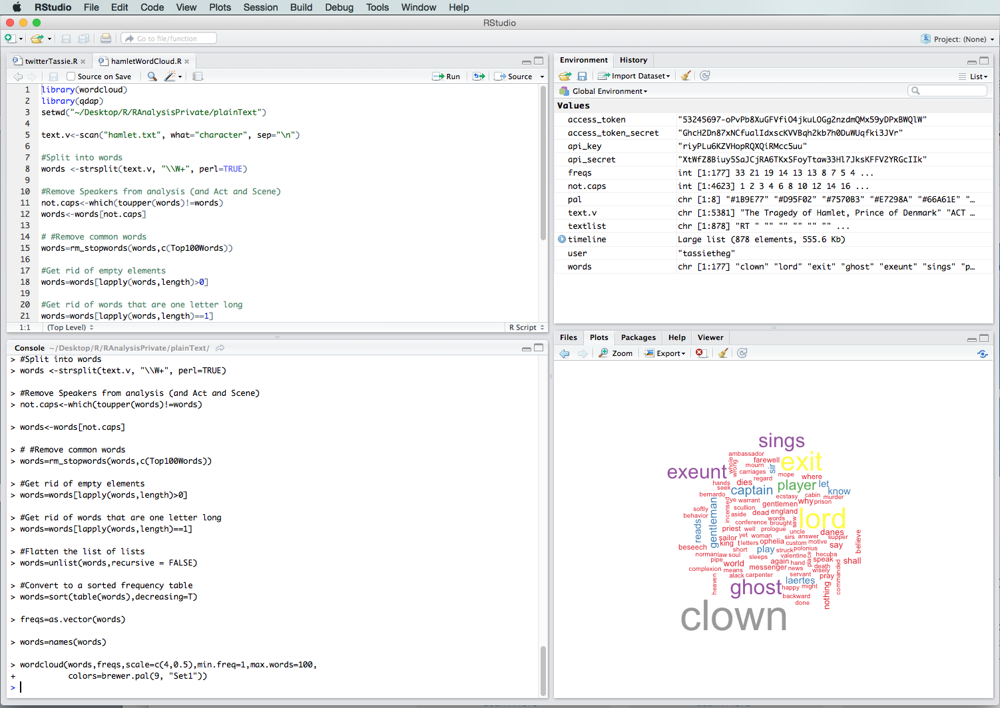 RStudio File Edit Code View Plots Session Build Debug Tools Window Help
RStudio
Go to file/function
Project: (None)
twitterTassie.R
hamletWordCloud.R
Source on Save
Run
Source
1 library(wordcloud)
2 library(qdap)
3 setwd("~/Desktop/R/RAnalysisPrivate/plainText")
4
5 text.v<-scan("hamlet.txt", what="character", sep="\n")
6
7 #Split into words
8 words <-strsplit(text.v, "\\W+", perl=TRUE)
9
10 #Remove Speakers from analysis (and Act and Scene)
11 not.caps<-which(toupper(words)!=words)
12 words<-words[not.caps]
13
14 # #Remove common words
15 words=rm_stopwords(words,c(Top100Words))
16
17 #Get rid of empty elements
18 words=words[lapply(words,length)>0]
19
20 #Get rid of words that are one letter long
21 words=words[lapply(words,length)==1]
1:1 (Top Level) R Script
Console ~/Desktop/R/RAnalysisPrivate/plainText/
> #Split into words
> words <-strsplit(text.v, "\\W+", perl=TRUE)
> #Remove Speakers from analysis (and Act and Scene)
> not.caps<-which(toupper(words)!=words)
> words<-words[not.caps]
> # #Remove common words
> words=rm_stopwords(words,c(Top100Words))
> #Get rid of empty elements
> words=words[lapply(words,length)>0]
> #Get rid of words that are one letter long
> words=words[lapply(words,length)==1]
> #Flatten the list of lists
> words=unlist(words,recursive = FALSE)
> #Convert to a sorted frequency table
> words=sort(table(words),decreasing=T)
> freqs=as.vector(words)
> words=names(words)
> wordcloud(words,freqs,scale=c(4,0.5),min.freq=1,max.words=100,
+ colors=brewer.pal(9, "Set1"))
>
Environment History
Import Dataset
List
Global Environment
Values
access_token "53245697-oPvPb8XuGFVfiO4jkuLOGgZnzdmQMx59yDPxBWQlW"
access_token_secret "GhcH2Dn87xNCfualIdxscKVVBqh2kb7h0DuWUqfki3JVr"
api_key "riyPLu6KZVHopRQXQiRMcc5uu"
api_secret "XtWfZ8Biuy5SaJCjRA6TKxSFoyTtaw33Hl7JksKFFV2YRGcIIk"
freqs int [1:177] 33 21 19 14 13 13 8 7 5 4 ...
not.caps int [1:4623] 1 2 3 4 6 8 10 12 14 16 ...
pal chr [1:8] "#1B9E77" "#D95F02" "#7570B3" "#E7298A" "#66A61E" "…
text.v chr [1:5381] "The Tragedy of Hamlet, Prince of Denmark" "ACT …
textlist chr [1:878] "RT " "" "" "" "" "" "" ...
timeline Large list (878 elements, 555.6 Kb)
user "tassietheg"
words chr [1:177] "clown" "lord" "exit" "ghost" "exeunt" "sings" "p…
Files Plots Packages Help Viewer
Zoom Export
sings
ambassador
farewell
exit
whole
wrong
mourn
sir
exeunt
carriages
mope
where
regard
hands
dies
seek
captain
player
let
know
bernardo
ye warrant
ecstasy
cabin
murder
gentlemen
why
prison
softly
scullion
behavior
gentleman
incensed
aside
dead
england
lord
words
conference
brought
saw
reads
priest
well
prologue
uncle
danes
sailor
yet
woman
sirs
answer
supper
believe
king
t
letters
ophelia
custom
motive
say
beseech
short
play
struck
polonius
norman
law
soul
sleeps
valentine
place
hecuba
pipe
again
hand
speak
shall
world
death
complexion
means
messenger
news
wisely
commanded
alack
carpenter
servant
pray
heaven
laertes
ghost
happy
might
nothing
backward
done
clown